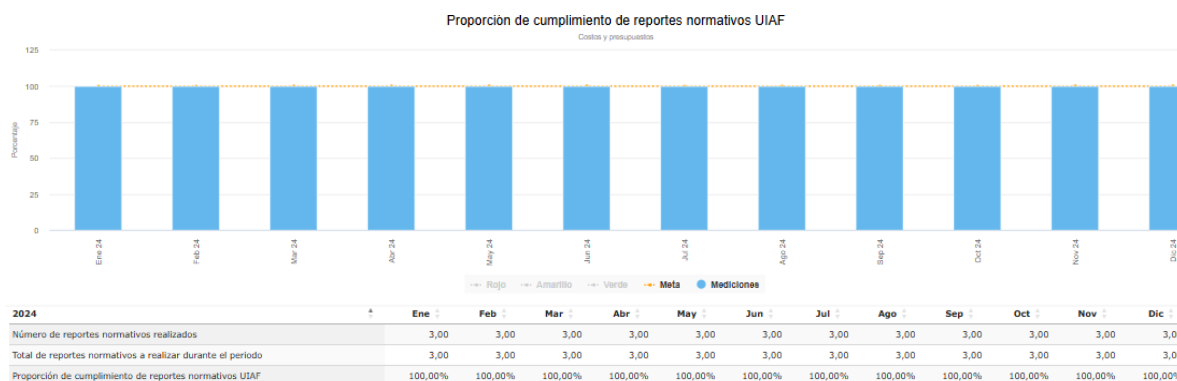 Proporción de cumplimiento de reportes normativos UIAF
Costos y presupuestos
125
100
75
50
25
0
Porcentaje
Ene 24 Feb 24 Mar 24 Abr 24 May 24 Jun 24 Jul 24 Ago 24 Sep 24 Oct 24 Nov 24 Dic 24
Rojo Amarillo Verde Meta Mediciones
2024 Ene Feb Mar Abr May Jun Jul Ago Sep Oct Nov Dic
Número de reportes normativos realizados 3,00 3,00 3,00 3,00 3,00 3,00 3,00 3,00 3,00 3,00 3,00 3,0
Total de reportes normativos a realizar durante el periodo 3,00 3,00 3,00 3,00 3,00 3,00 3,00 3,00 3,00 3,00 3,00 3,0
Proporción de cumplimiento de reportes normativos UIAF 100,00% 100,00% 100,00% 100,00% 100,00% 100,00% 100,00% 100,00% 100,00% 100,00% 100,00% 100,00%